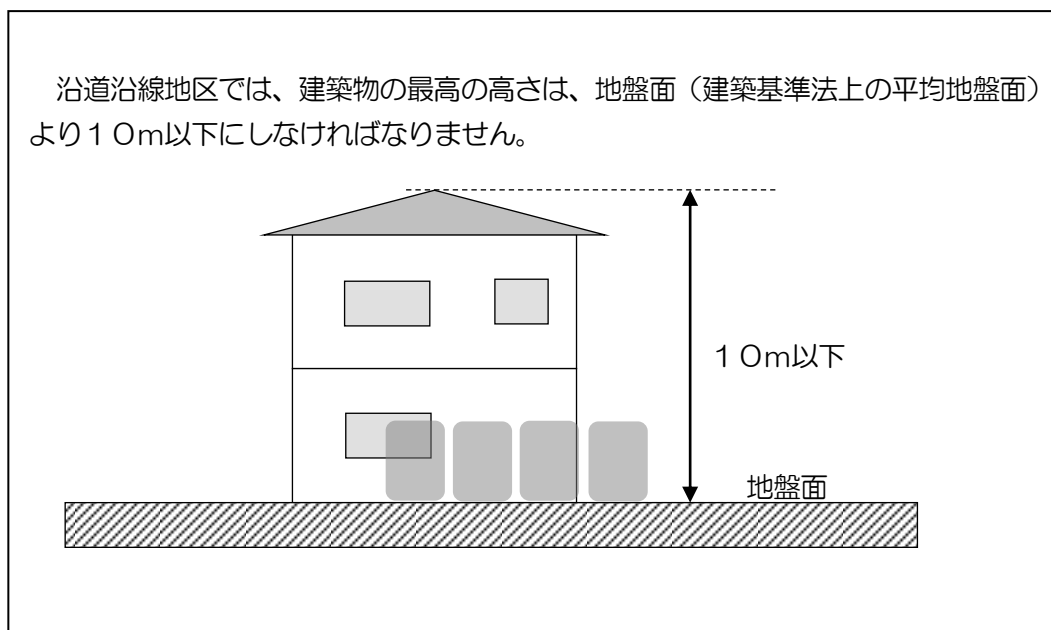 沿道沿線地区では、建築物の最高の高さは、地盤面（建築基準法上の平均地盤面）
より１０ｍ以下にしなければなりません。
１０ｍ以下
地盤面